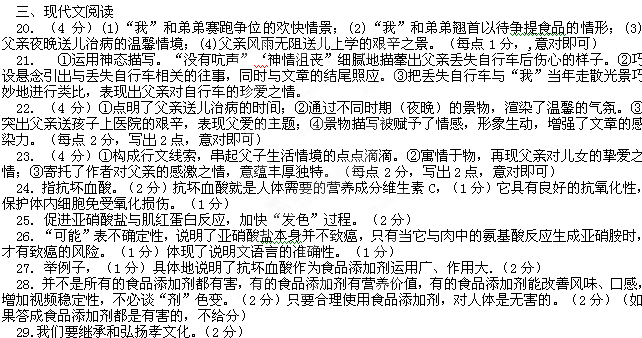 三、现代文阅读
20.（4 分）(1)“我”和弟弟赛跑争位的欢快情景；(2)“我”和弟弟翘首以待争提食品的情形；(3)
父亲夜晚送儿治病的温馨情境；(4)父亲风雨无阻送儿上学的艰辛之景。（每点 1 分，,意对即可）
21. ①运用神态描写。“没有吭声”“神情沮丧”细腻地描摹出父亲丢失自行车后伤心的样子。②巧
设悬念引出与丢失自行车相关的往事，同时与文章的结尾照应。③把丢失自行车与“我”当年走散光景巧
妙地进行类比，表现出父亲对自行车的珍爱之情。
22.（4 分）①点明了父亲送儿治病的时间；②通过不同时期（夜晚）的景物，渲染了温馨的气氛。③
突出父亲送孩子上医院的艰辛，表现父爱的主题；④景物描写被赋予了情感，形象生动，增强了文章的感
染力。（每点 2 分，写出 2 点，意对即可）
23.（4 分）①构成行文线索，串起父子生活情境的点点滴滴。②寓情于物，再现父亲对儿女的挚爱之
情；③寄托了作者对父亲的感激之情，意蕴丰厚独特。（每点 2 分，写出 2 点，意对即可）
24. 指抗坏血酸。（2 分）抗坏血酸就是人体需要的营养成分维生素 C，（1 分）它具有良好的抗氧化性，
保护体内细胞免受氧化损伤。（1 分）
25. 促进亚硝酸盐与肌红蛋白反应，加快“发色”过程。（2 分）
26. “可能”表不确定性，说明了亚硝酸盐本身并不致癌，只有当它与肉中的氨基酸反应生成亚硝胺时，
才有致癌的风险。（1 分）体现了说明文语言的准确性。（1 分）
27. 举例子，（1 分）具体地说明了抗坏血酸作为食品添加剂运用广、作用大.（2 分）
28. 并不是所有的食品添加剂都有害，有的食品添加剂有营养价值，有的食品添加剂能改善风味、口感，
增加视频稳定性，不必谈“剂”色变。（2 分）只要合理使用食品添加剂，对人体是无害的。（2 分）（如
果答成食品添加剂都是有害的，不给分）
29.我们要继承和弘扬孝文化。（2 分）